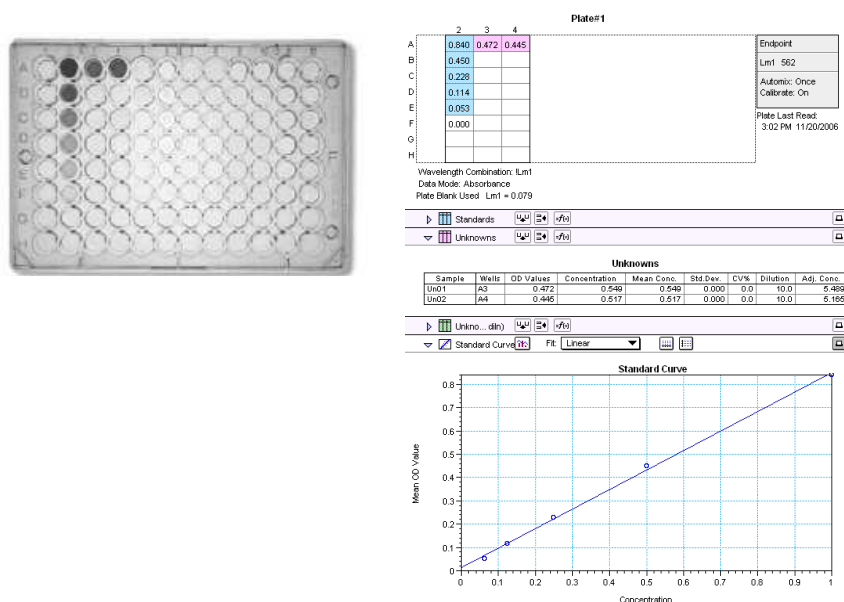 Plate#1
2 3 4
A 0.840 0.472 0.445
B 0.450
C 0.228
D 0.114
E 0.053
F 0.000
G
H
Endpoint
Lm1 562
Automix: Once
Calibrate: On
Plate Last Read:
3:02 PM 11/20/2006
Wavelength Combination: !Lm1
Data Mode: Absorbance
Plate Blank Used Lm1 = 0.079
Standards
Unknowns
Unknowns
Sample Wells OD Values Concentration Mean Conc. Std.Dev. CV% Dilution Adj. Conc.
Un01 A3 0.472 0.549 0.549 0.000 0.0 10.0 5.489
Un02 A4 0.445 0.517 0.517 0.000 0.0 10.0 5.165
Unkno... diln)
Standard Curve Fit: Linear
Standard Curve
Mean OD Value
0.8
0.7
0.6
0.5
0.4
0.3
0.2
0.1
0
0 0.1 0.2 0.3 0.4 0.5 0.6 0.7 0.8 0.9 1
Concentration